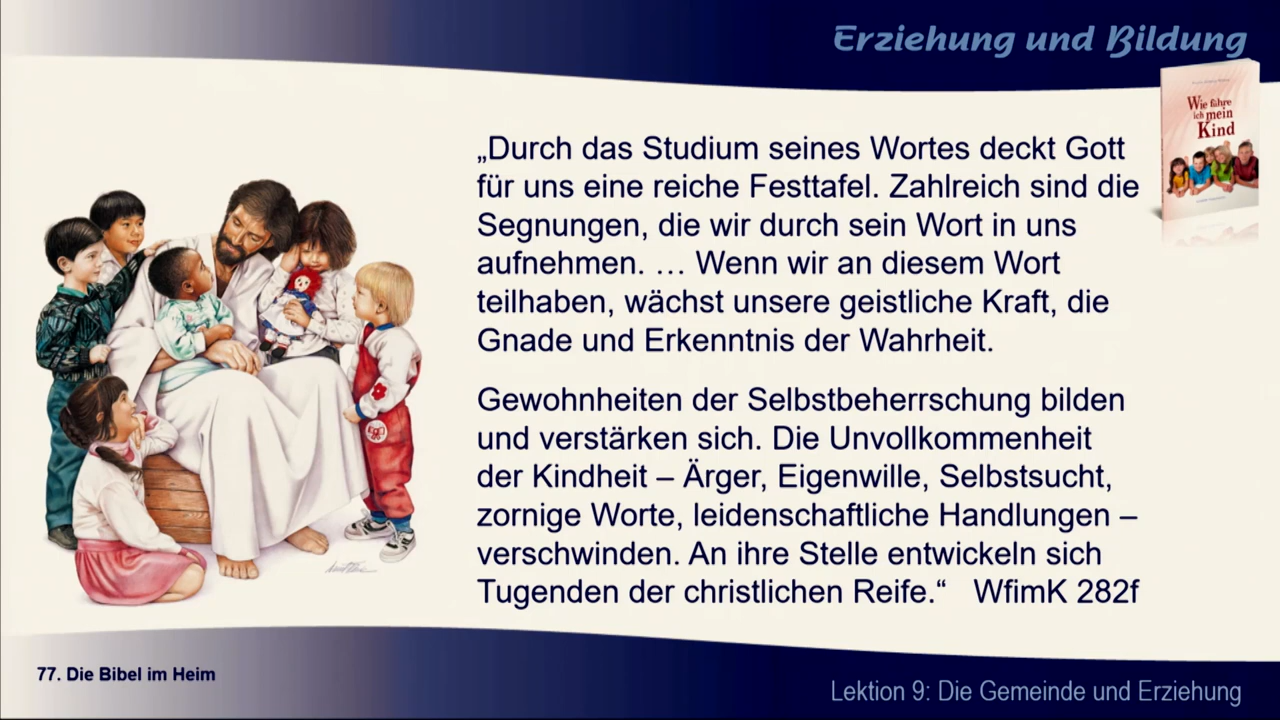 Erziehung und Bildung
Wie führe
ich mein
Kind
„Durch das Studium seines Wortes deckt Gott
für uns eine reiche Festtafel. Zahlreich sind die
Segnungen, die wir durch sein Wort in uns
aufnehmen. … Wenn wir an diesem Wort
teilhaben, wächst unsere geistliche Kraft, die
Gnade und Erkenntnis der Wahrheit.
Gewohnheiten der Selbstbeherrschung bilden
und verstärken sich. Die Unvollkommenheit
der Kindheit – Ärger, Eigenwille, Selbstsucht,
zornige Worte, leidenschaftliche Handlungen –
verschwinden. An ihre Stelle entwickeln sich
Tugenden der christlichen Reife.“ WfimK 282f
77. Die Bibel im Heim
Lektion 9: Die Gemeinde und Erziehung